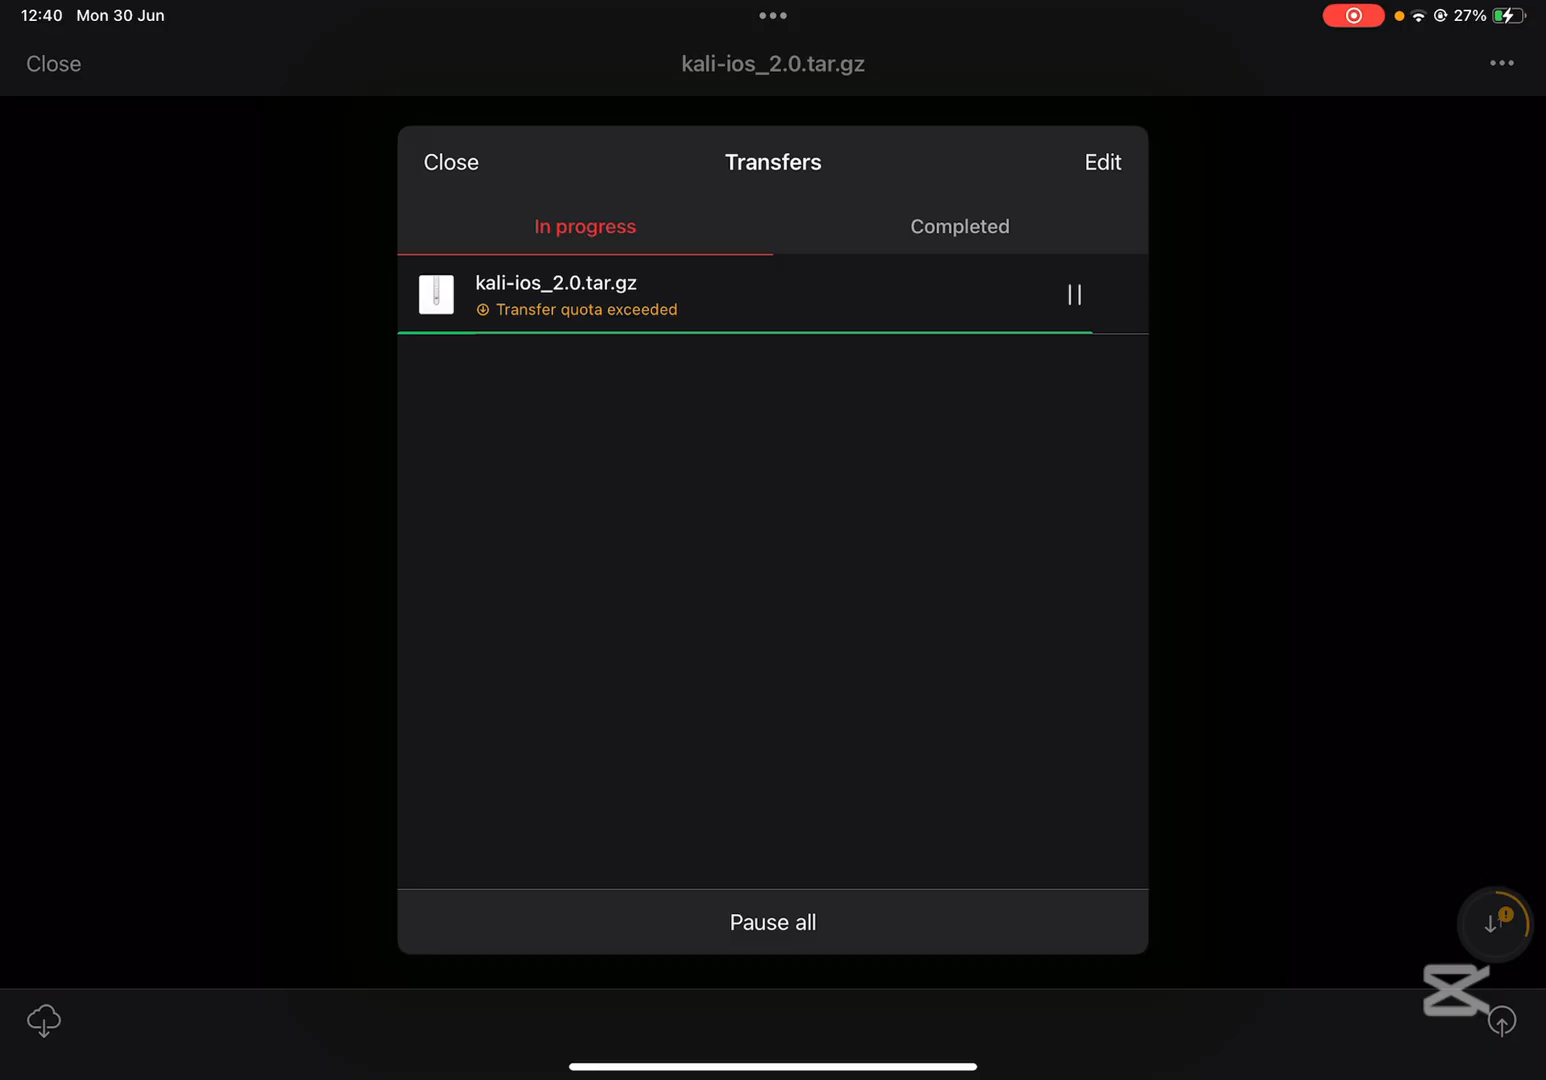 12:40 Mon 30 Jun
27%
Close
kali-ios_2.0.tar.gz
Close
Transfers
Edit
In progress
Completed
kali-ios_2.0.tar.gz
Transfer quota exceeded
Pause all